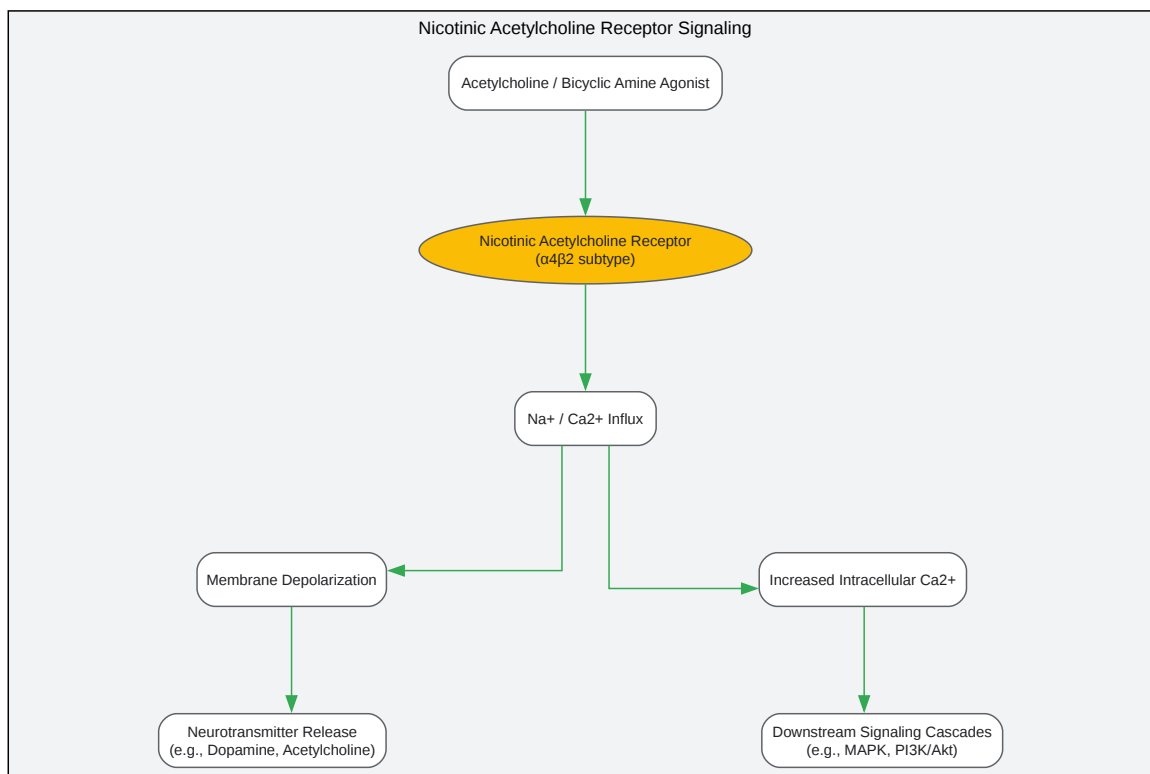 Nicotinic Acetylcholine Receptor Signaling
Acetylcholine / Bicyclic Amine Agonist
Nicotinic Acetylcholine Receptor
(α4β2 subtype)
Na+ / Ca2+ Influx
Membrane Depolarization
Increased Intracellular Ca2+
Neurotransmitter Release
(e.g., Dopamine, Acetylcholine)
Downstream Signaling Cascades
(e.g., MAPK, PI3K/Akt)